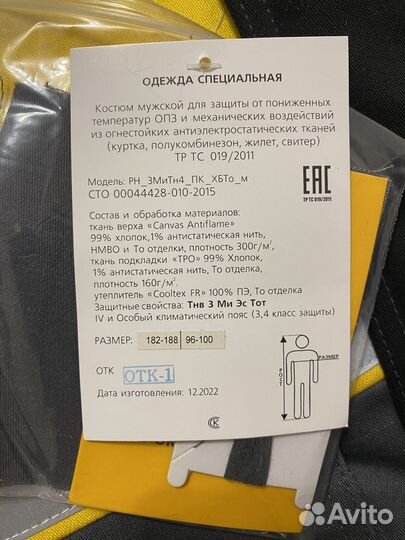 ОДЕЖДА СПЕЦИАЛЬНАЯ
Костюм мужской для защиты от пониженных
температур ОПЗ и механических воздействий
из огнестойких антиэлектростатических тканей
(куртка, полукомбинезон, жилет, свитер)
ТР ТС 019/2011
Модель: РН_3МиТн4_ПК_ХБТо_м
СТО 00044428-010-2015
EAC
ТР ТС 019/2011
Состав и обработка материалов:
ткань верха «Canvas Antiflame»
99% хлопок,1% антистатическая нить,
НМВО и То отделки, плотность 300г/м²
ткань подкладки «ТРО» 99% Хлопок,
1% антистатическая нить, То отделка,
плотность 160г/м².
утеплитель «Cooltex FR» 100% ПЭ, То отделка
Защитные свойства: Тнв З Ми Эс Тот
IV и Особый климатический пояс (3,4 класс защиты)
РАЗМЕР: 182-188 96-100
РАЗМЕР
РОСТ
ОТК ОТК-1
Дата изготовления: 12.2022
Avito